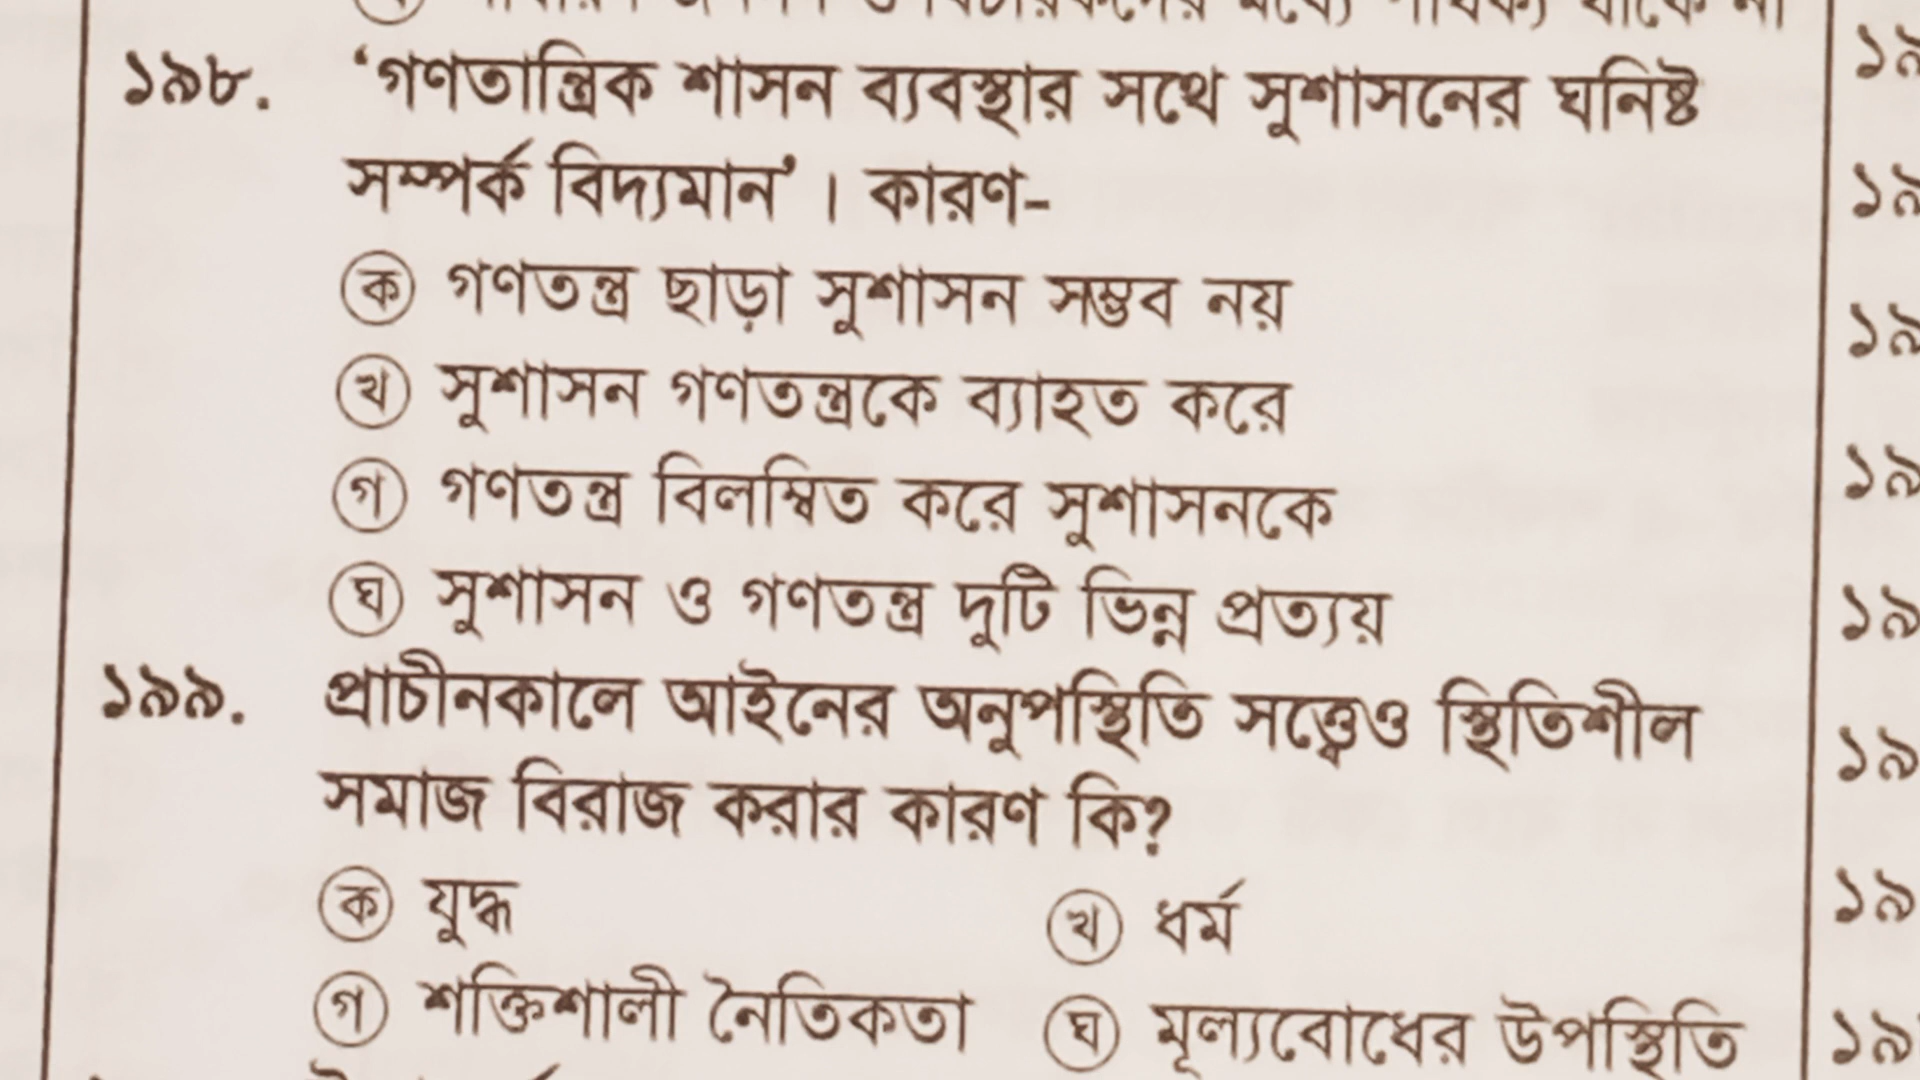 ১৯৮. ‘গণতান্ত্রিক শাসন ব্যবস্থার সথে সুশাসনের ঘনিষ্ট
সম্পর্ক বিদ্যমান’। কারণ-
ক গণতন্ত্র ছাড়া সুশাসন সম্ভব নয়
খ সুশাসন গণতন্ত্রকে ব্যাহত করে
গ গণতন্ত্র বিলম্বিত করে সুশাসনকে
ঘ সুশাসন ও গণতন্ত্র দুটি ভিন্ন প্রত্যয়
১৯৯. প্রাচীনকালে আইনের অনুপস্থিতি সত্ত্বেও স্থিতিশীল
সমাজ বিরাজ করার কারণ কি?
ক যুদ্ধ খ ধর্ম
গ শক্তিশালী নৈতিকতা ঘ মূল্যবোধের উপস্থিতি